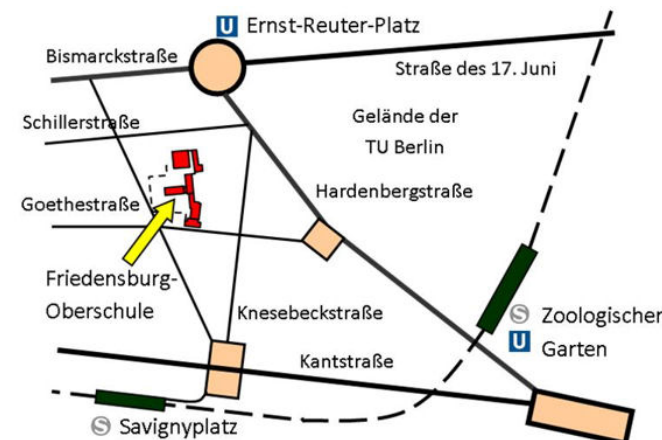 U Ernst-Reuter-Platz
Bismarckstraße
Straße des 17. Juni
Schillerstraße
Gelände der
TU Berlin
Hardenbergstraße
Goethestraße
Friedensburg-
Oberschule
Knesebeckstraße
S Zoologischer
U Garten
Kantstraße
S Savignyplatz